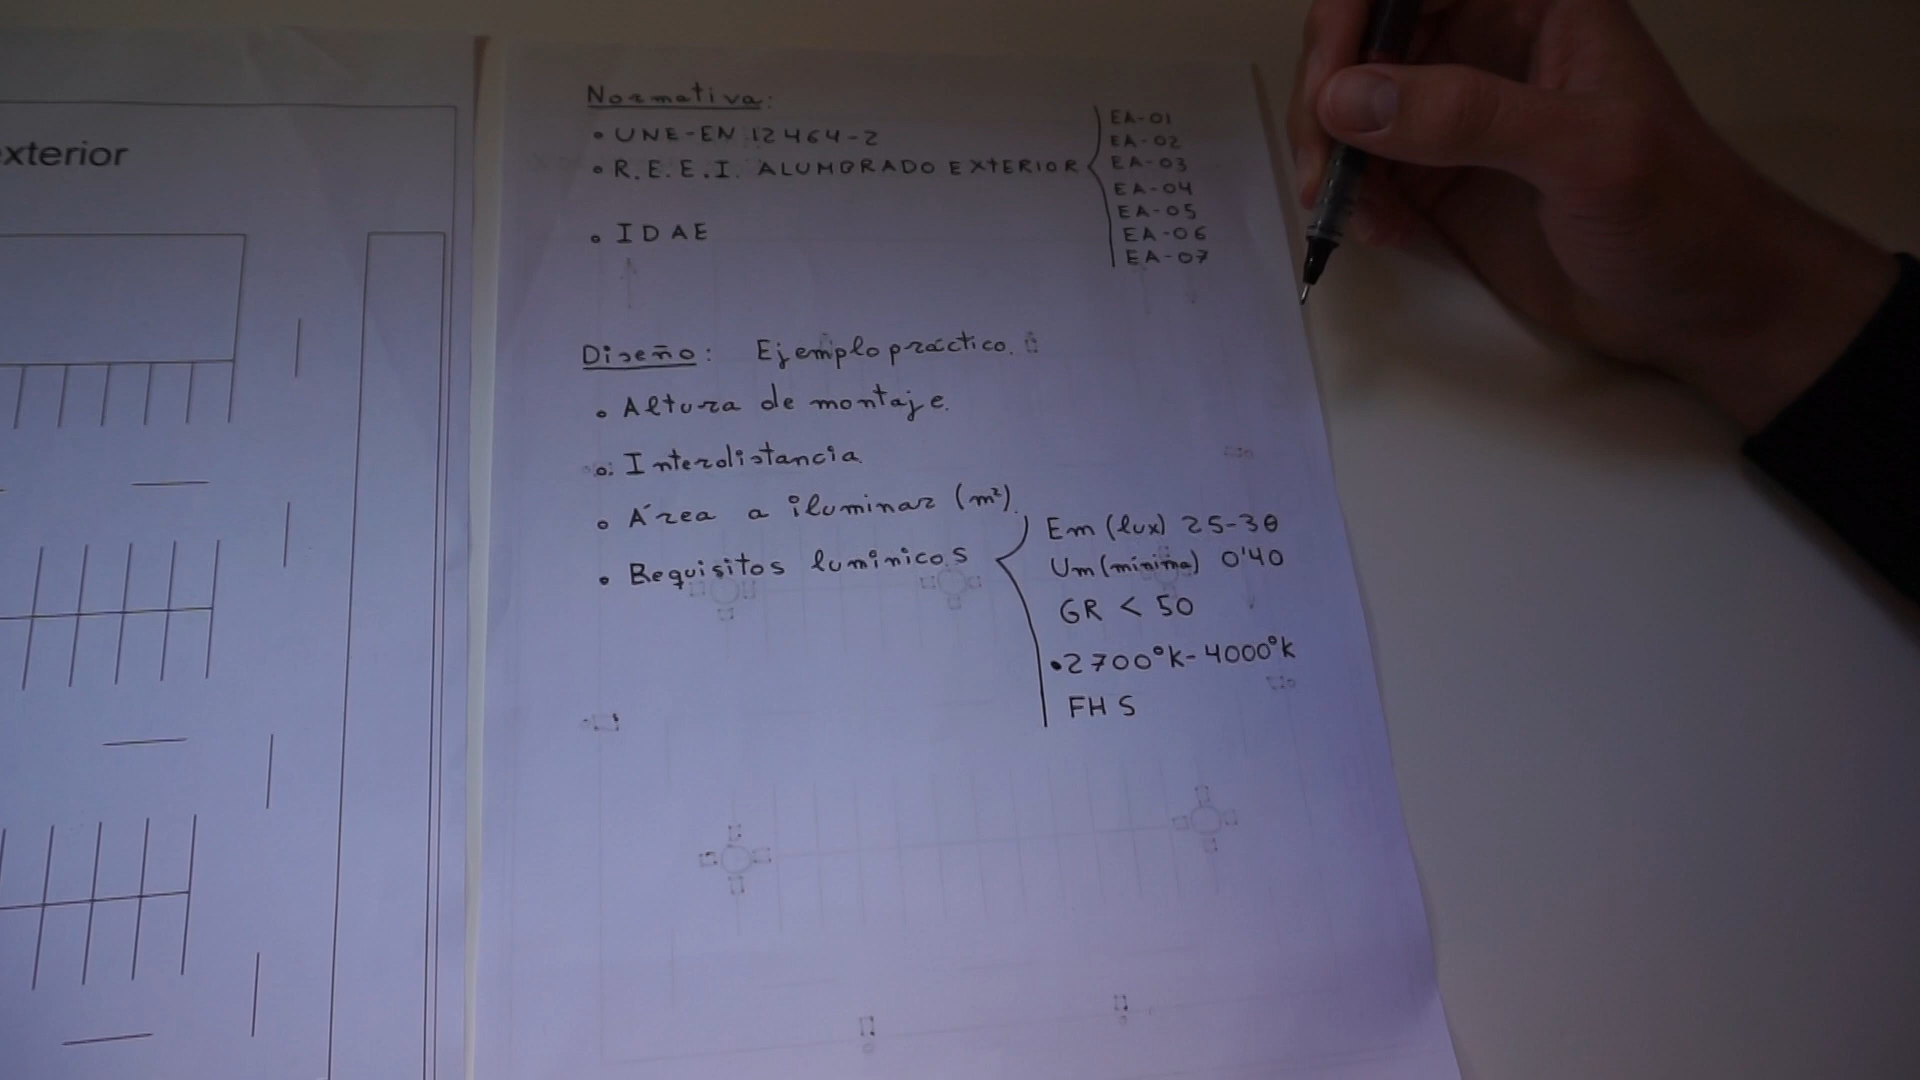 xterior
Normativa:
• UNE-EN 12464-2
• R.E.E.I. ALUMBRADO EXTERIOR
EA-01
EA-02
EA-03
EA-04
EA-05
EA-06
EA-07
• IDAE
Diseño: Ejemplo práctico.
• Altura de montaje.
• Interdistancia
• Área a iluminar (m²).
• Requisitos lumínicos
Em (lux) 25-30
Um (mínima) 0'40
GR < 50
• 2700°K-4000°K
FHS